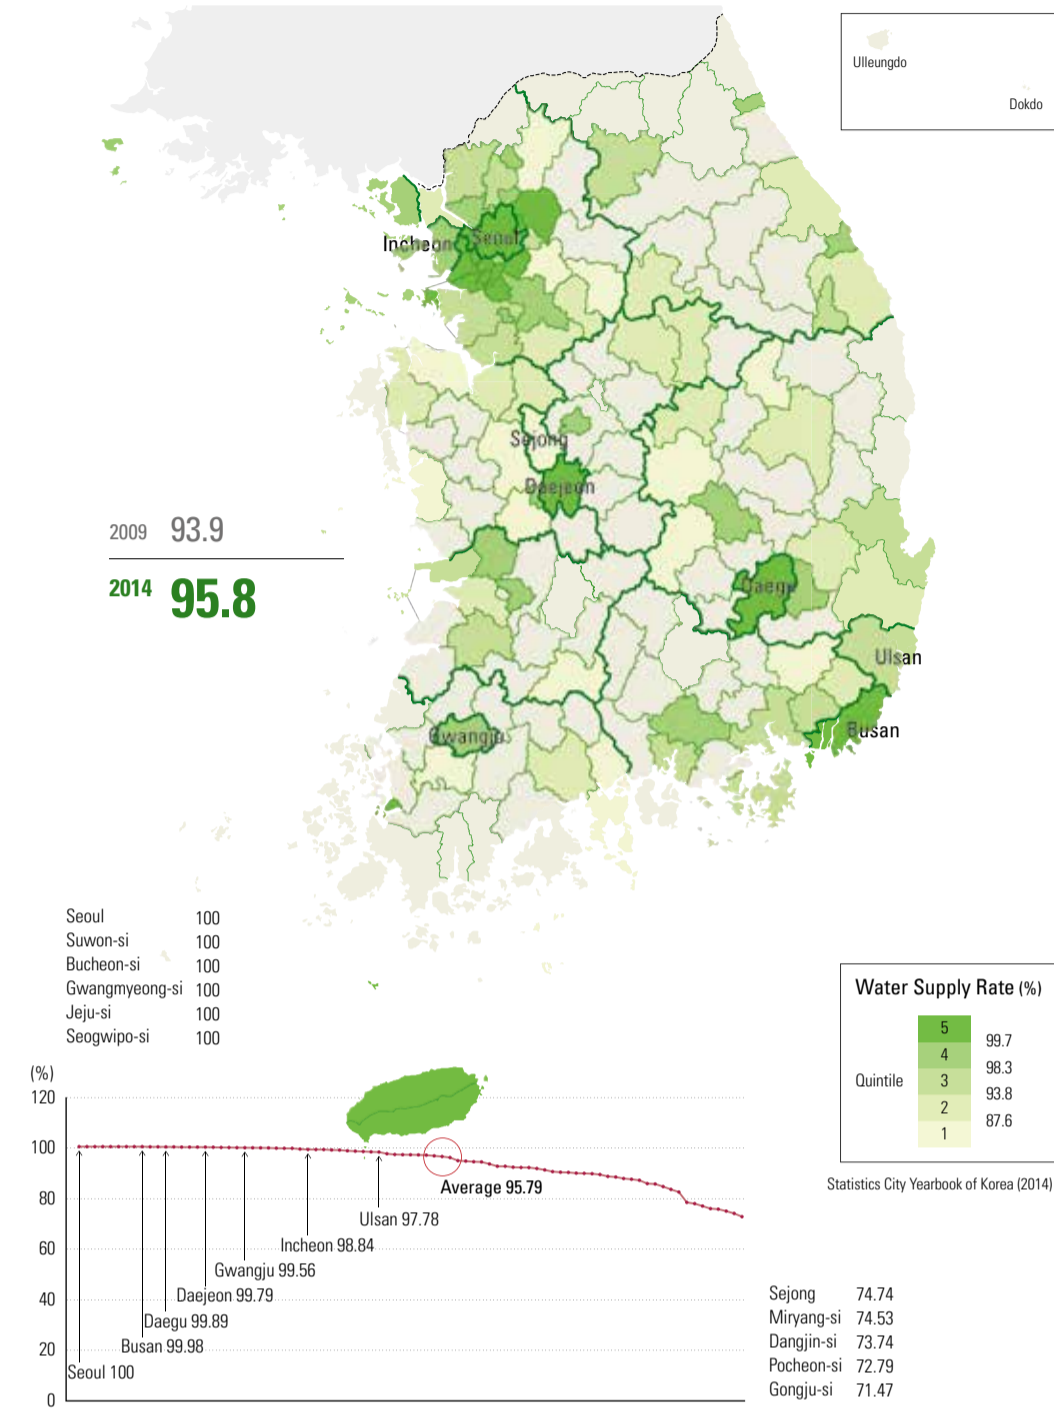 Ulleungdo
Dokdo
Incheon
Seoul
Sejong
Daejeon
2009 93.9
2014 95.8
Daegu
Ulsan
Busan
Gwangju
Seoul 100
Suwon-si 100
Bucheon-si 100
Gwangmyeong-si 100
Jeju-si 100
Seogwipo-si 100
Water Supply Rate (%)
Quintile
5
4
3
2
1
99.7
98.3
93.8
87.6
Statistics City Yearbook of Korea (2014)
(%)
120
100
80
60
40
20
0
Average 95.79
Ulsan 97.78
Incheon 98.84
Gwangju 99.56
Daejeon 99.79
Daegu 99.89
Busan 99.98
Seoul 100
Sejong 74.74
Miryang-si 74.53
Dangjin-si 73.74
Pocheon-si 72.79
Gongju-si 71.47